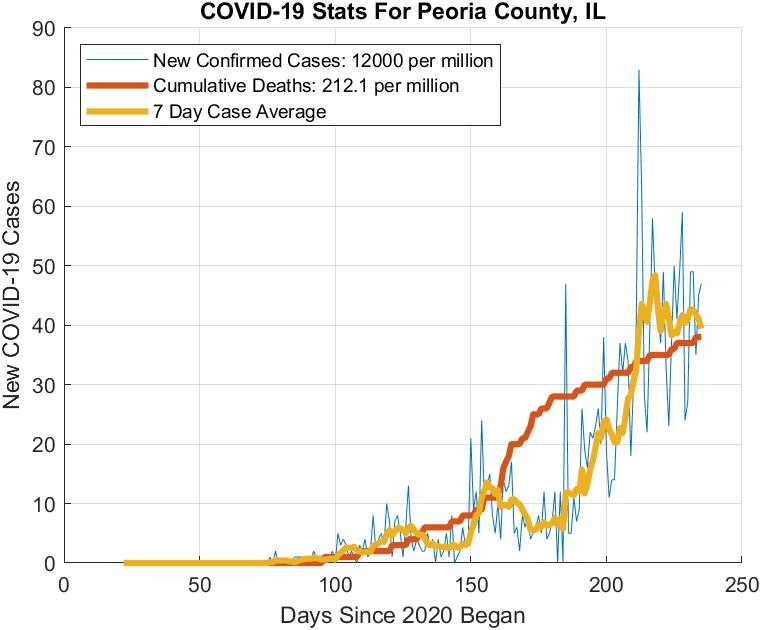 COVID-19 Stats For Peoria County, IL
New COVID-19 Cases
90
80
70
60
50
40
30
20
10
0
New Confirmed Cases: 12000 per million
Cumulative Deaths: 212.1 per million
7 Day Case Average
0 50 100 150 200 250
Days Since 2020 Began